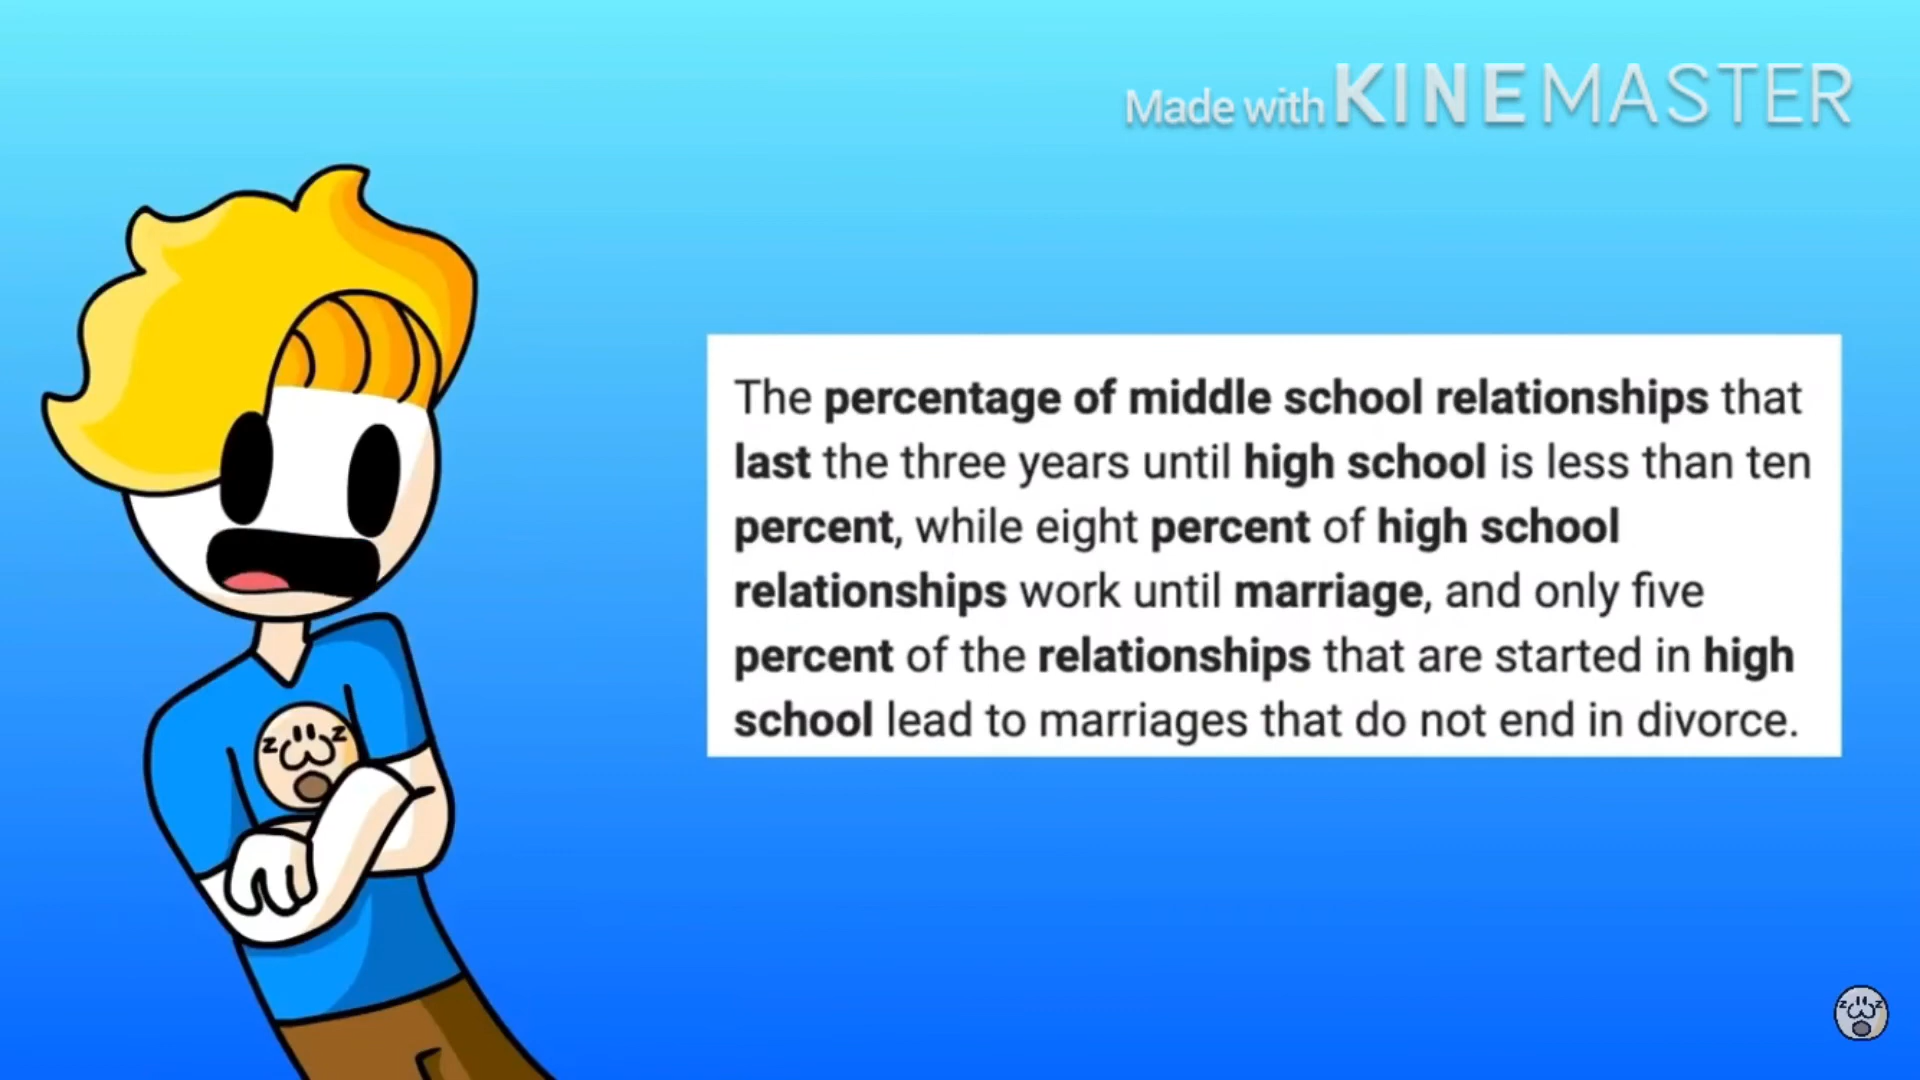 Made with KINEMASTER
The percentage of middle school relationships that
last the three years until high school is less than ten
percent, while eight percent of high school
relationships work until marriage, and only five
percent of the relationships that are started in high
school lead to marriages that do not end in divorce.